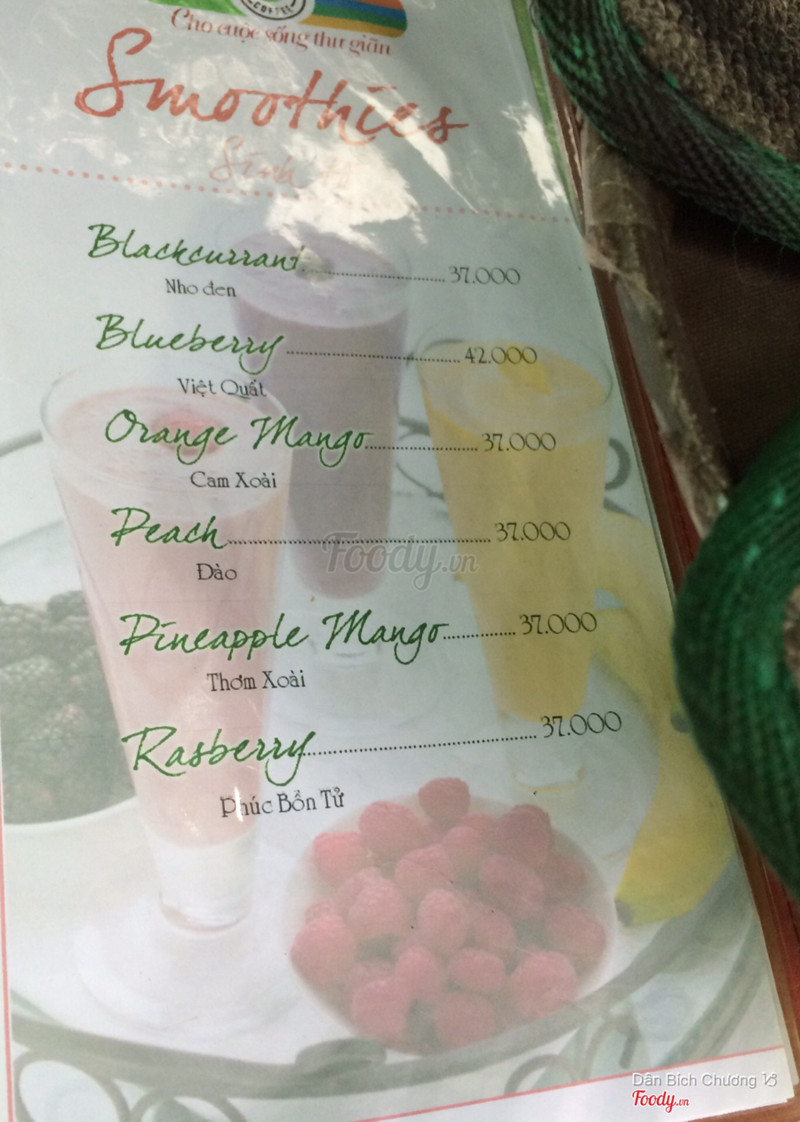 COFFEE
Cho cuộc sống thư giãn
Smoothies
Sinh
Blackcurrant 37.000
Nho đen
Blueberry 42.000
Việt Quất
Orange Mango 37.000
Cam Xoài
Peach 37.000
Đào
Foody.vn
Pineapple Mango 37.000
Thơm Xoài
Rasberry 37.000
Phúc Bồn Tử
Dân Bích Chương
Foody.vn